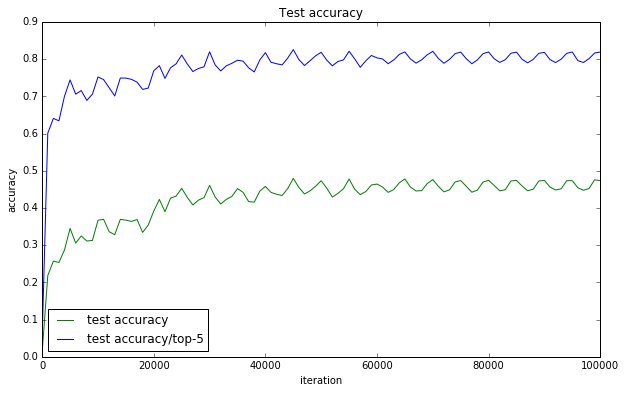 Test accuracy
0.9
0.8
0.7
0.6
0.5
0.4
0.3
0.2
0.1
0.0
accuracy
test accuracy
test accuracy/top-5
0 20000 40000 60000 80000 100000
iteration